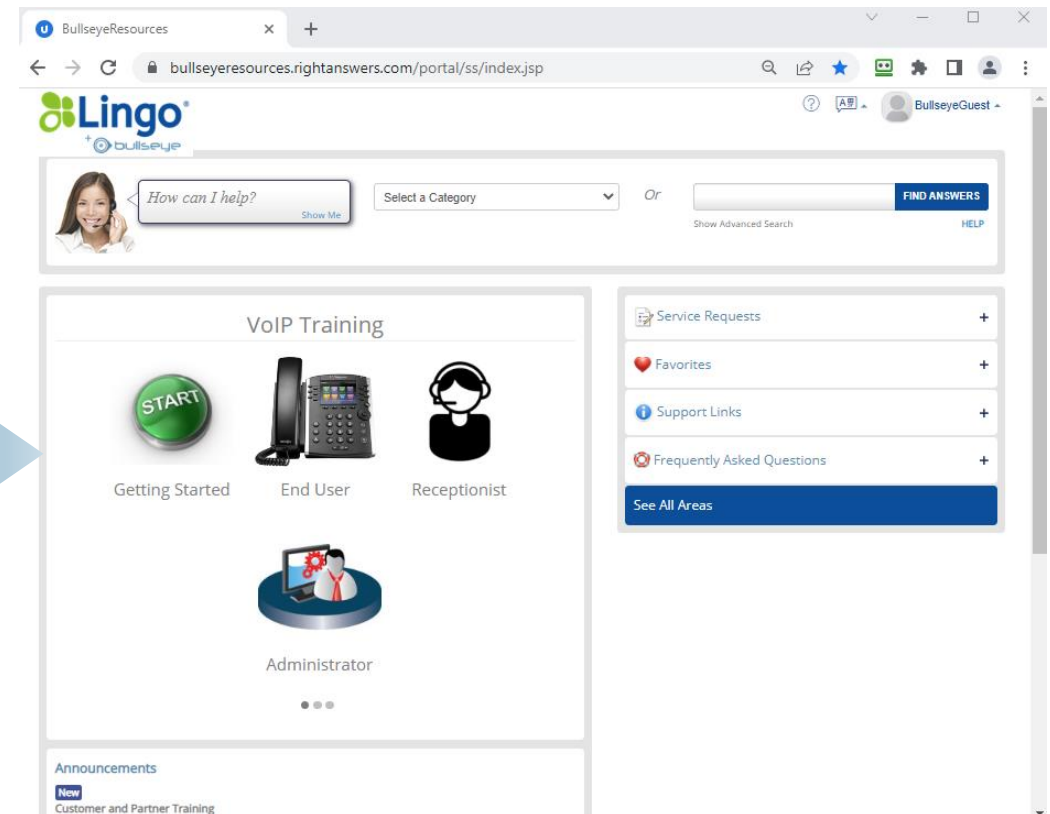 BullseyeResources
bullseyeresources.rightanswers.com/portal/ss/index.jsp
Lingo
+ bullseye
BullseyeGuest
How can I help?
Show Me
Select a Category
Or
FIND ANSWERS
Show Advanced Search
HELP
VoIP Training
START
Getting Started
End User
Receptionist
Administrator
Service Requests
+
Favorites
+
Support Links
+
Frequently Asked Questions
+
See All Areas
Announcements
New
Customer and Partner Training